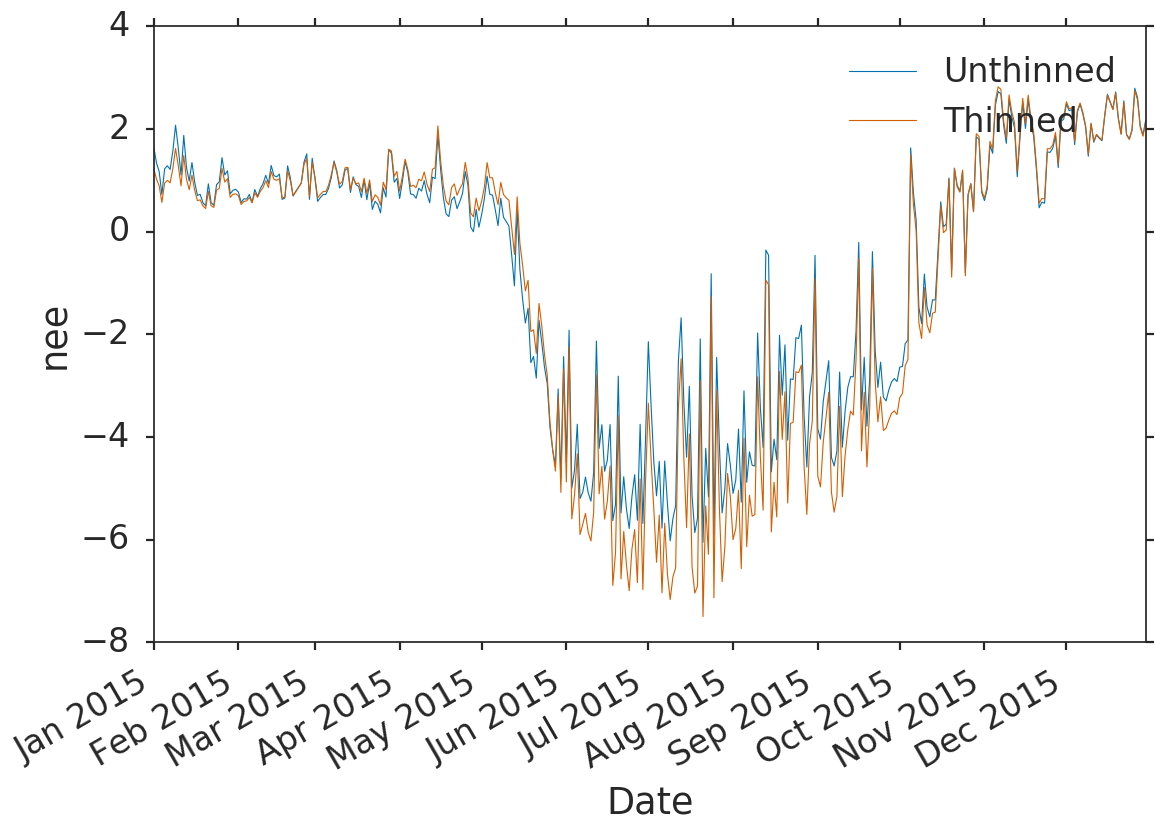 4
2
0
−2
−4
−6
−8
nee
Unthinned
Thinned
Jan 2015
Feb 2015
Mar 2015
Apr 2015
May 2015
Jun 2015
Jul 2015
Aug 2015
Sep 2015
Oct 2015
Nov 2015
Dec 2015
Date